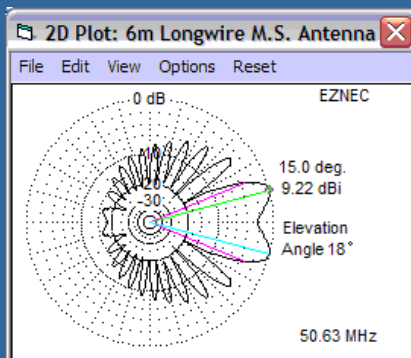 2D Plot: 6m Longwire M.S. Antenna
File Edit View Options Reset
0 dB
EZNEC
10
20
30
15.0 deg.
9.22 dBi
Elevation
Angle 18°
50.63 MHz